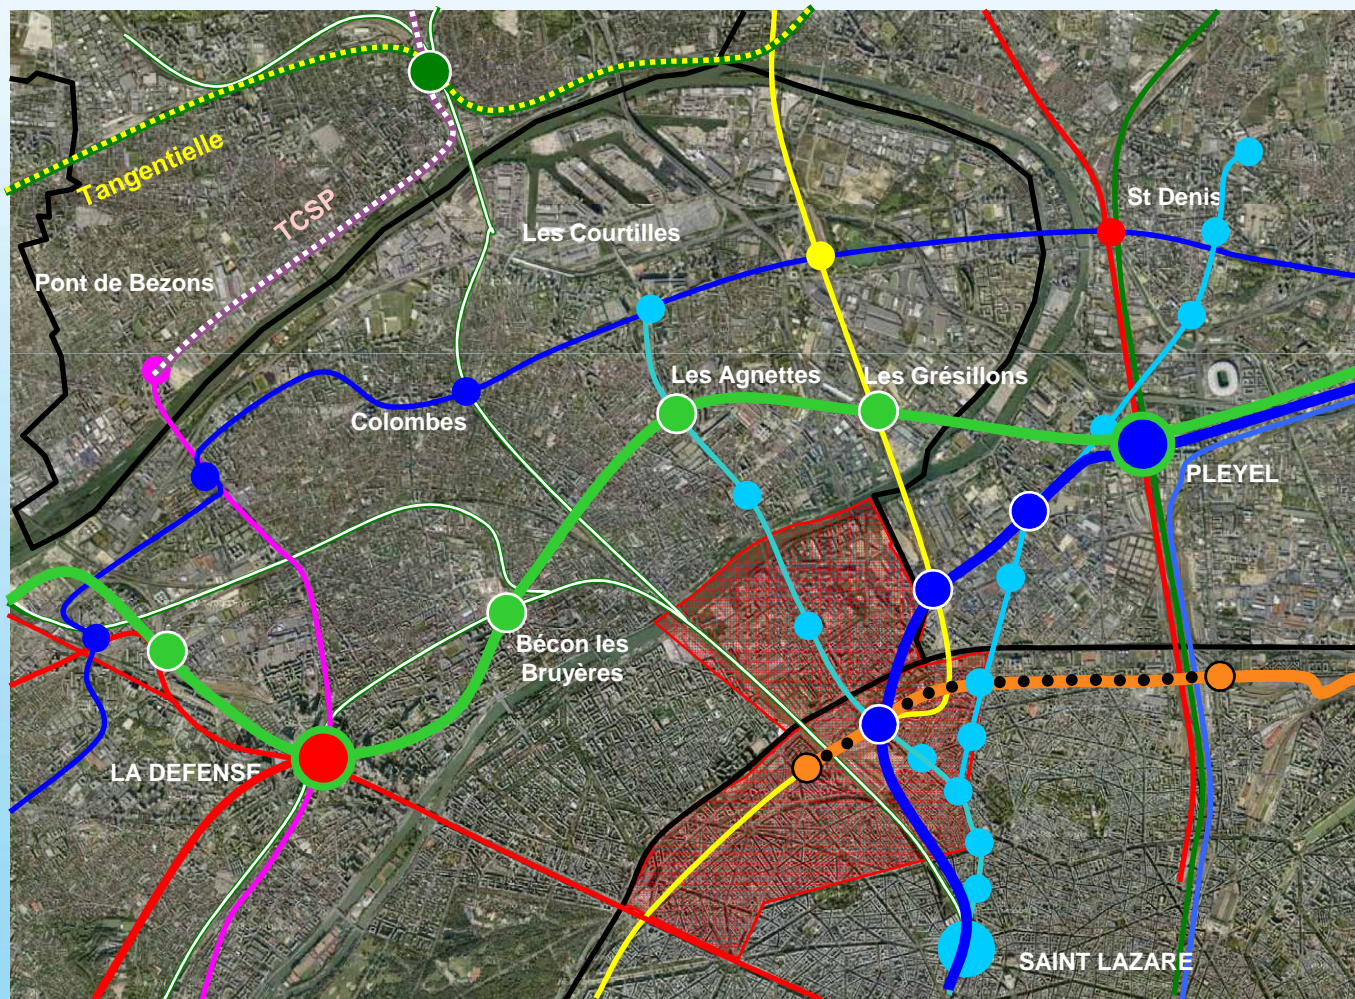 Tangentielle
TCSP
St Denis
Les Courtilles
Pont de Bezons
Les Agnettes
Les Grésillons
Colombes
PLEYEL
Bécon les
Bruyères
LA DEFENSE
SAINT LAZARE